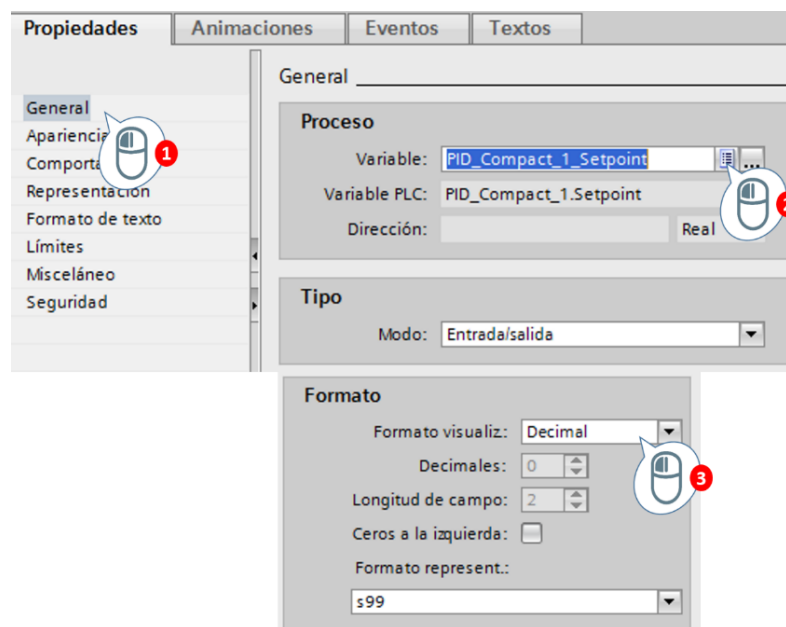 Propiedades Animaciones Eventos Textos
General
General
Apariencia
1
Proceso
Variable: PID_Compact_1_Setpoint ...
Representación
Variable PLC: PID_Compact_1.Setpoint
2
Formato de texto
Dirección: Real
Límites
Misceláneo
Seguridad
Tipo
Modo: Entrada/salida
Formato
Formato visualiz.: Decimal
Decimales: 0
3
Longitud de campo: 2
Ceros a la izquierda:
Formato represent.:
s99